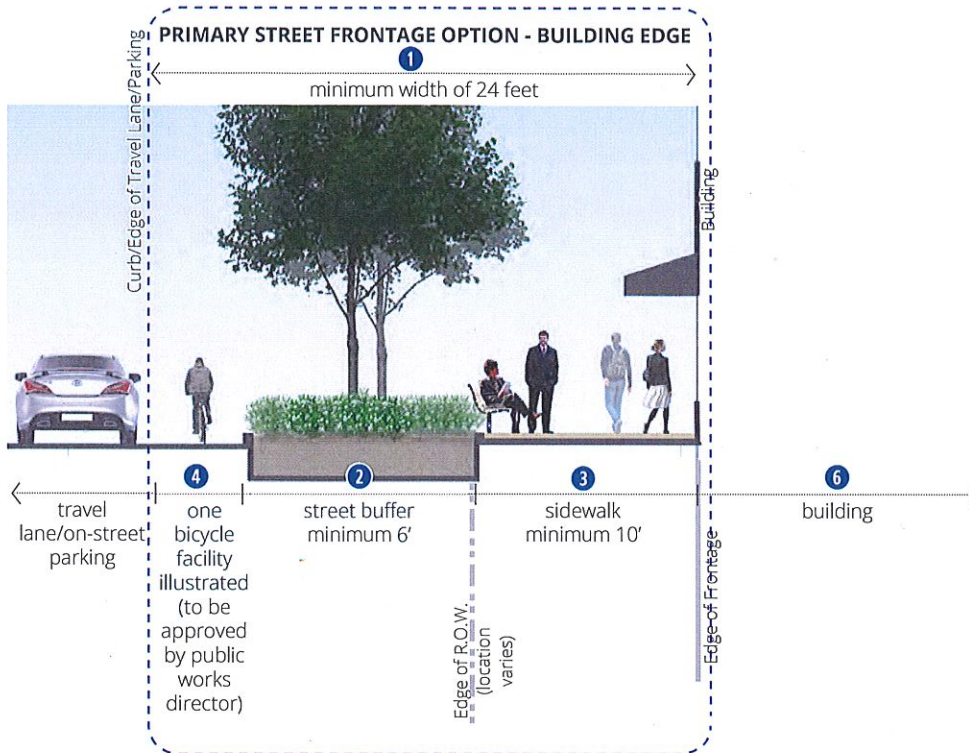 PRIMARY STREET FRONTAGE OPTION - BUILDING EDGE
1
minimum width of 24 feet
Curb/Edge of Travel Lane/Parking
Building
4
2
3
6
travel
lane/on-street
parking
one
bicycle
facility
illustrated
(to be
approved
by public
works
director)
street buffer
minimum 6'
sidewalk
minimum 10'
building
Edge of R.O.W.
(location
varies)
Edge of Frontage